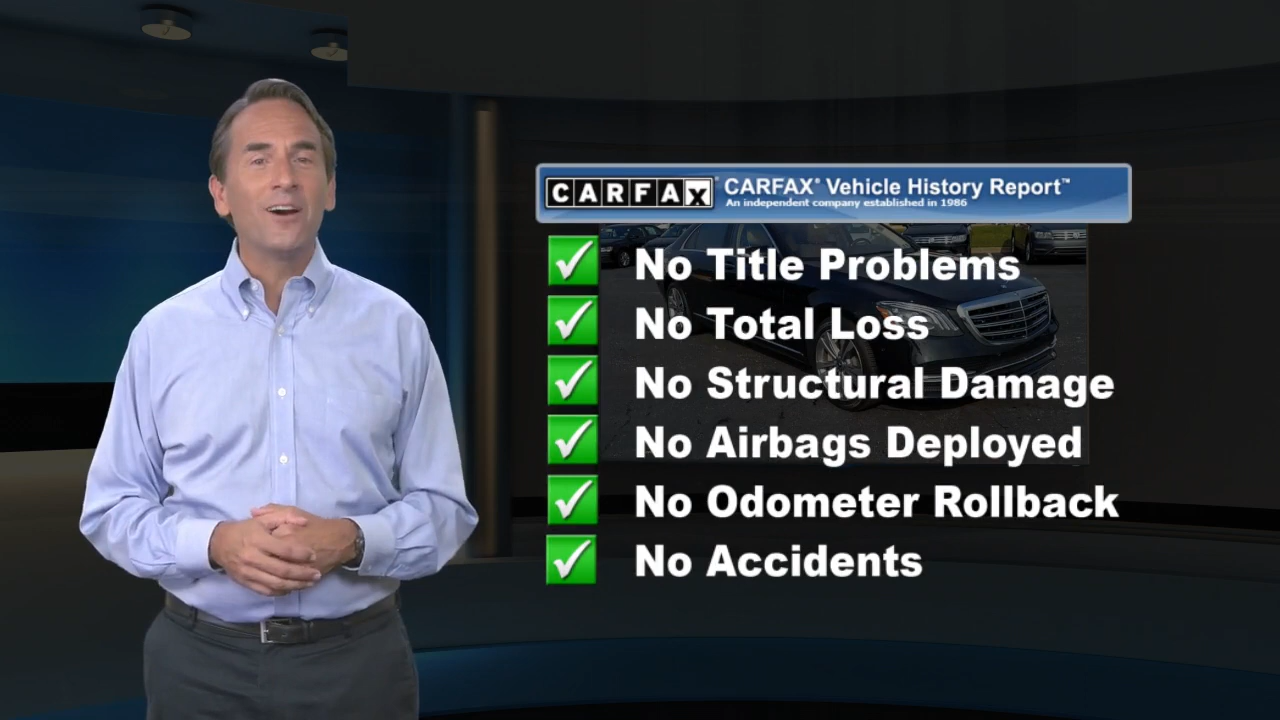 CARFAX
CARFAX® Vehicle History Report™
An independent company established in 1986
No Title Problems
No Total Loss
No Structural Damage
No Airbags Deployed
No Odometer Rollback
No Accidents